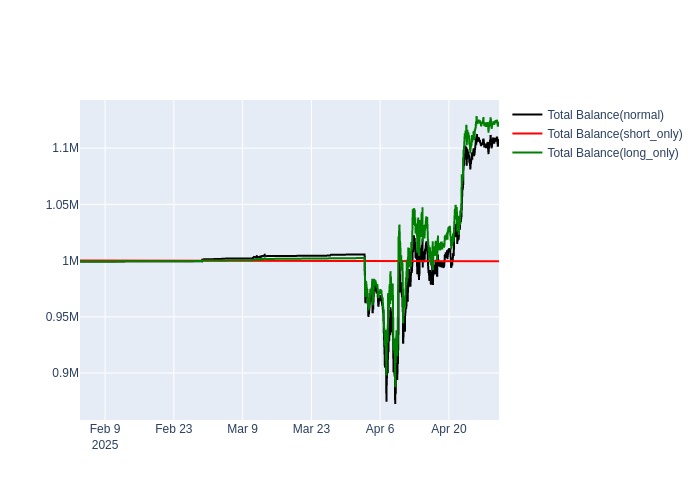 Total Balance(normal)
Total Balance(short_only)
Total Balance(long_only)
1.1M
1.05M
1M
0.95M
0.9M
Feb 9 Feb 23 Mar 9 Mar 23 Apr 6 Apr 20
2025